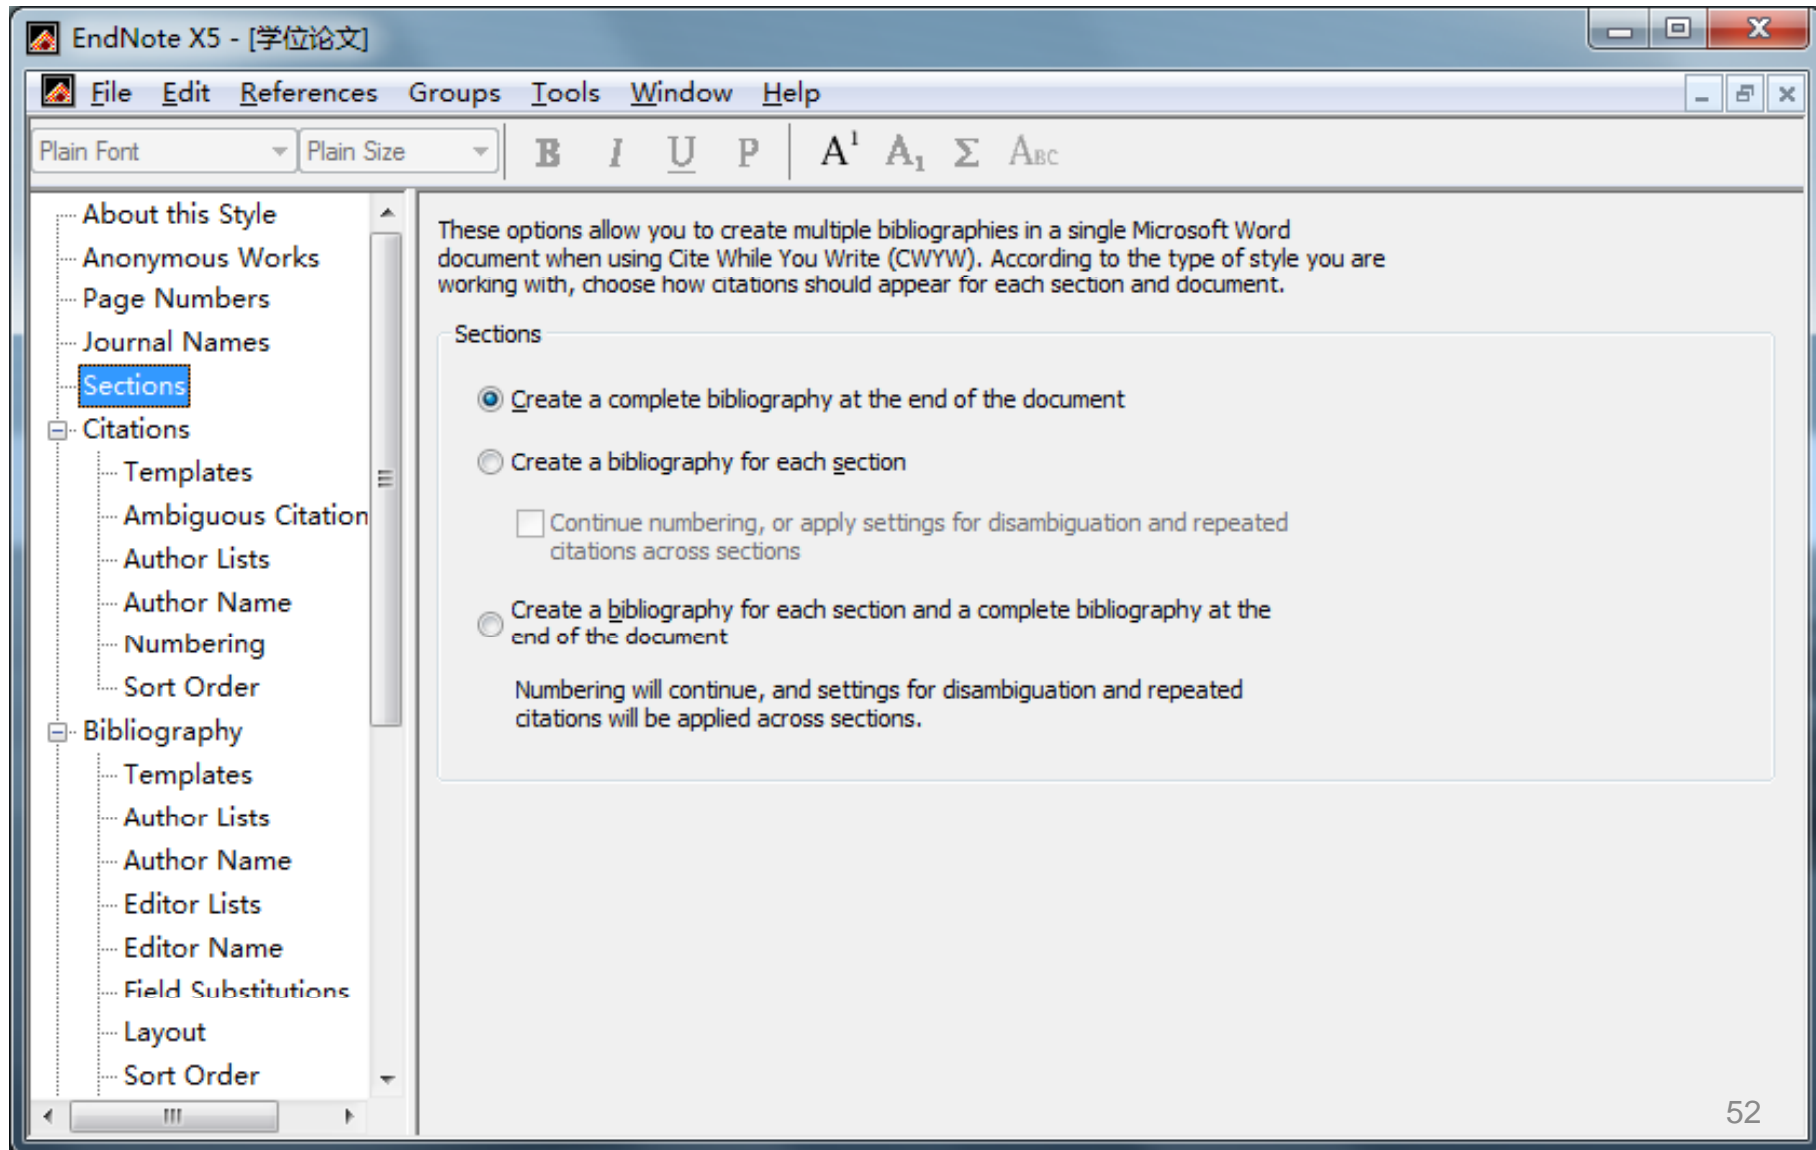 EndNote X5 - [学位论文]
File Edit References Groups Tools Window Help
Plain Font Plain Size B I U P A1 A1 Σ ABC
About this Style
Anonymous Works
Page Numbers
Journal Names
Sections
Citations
Templates
Ambiguous Citation
Author Lists
Author Name
Numbering
Sort Order
Bibliography
Templates
Author Lists
Author Name
Editor Lists
Editor Name
Field Substitutions
Layout
Sort Order
These options allow you to create multiple bibliographies in a single Microsoft Word
document when using Cite While You Write (CWYW). According to the type of style you are
working with, choose how citations should appear for each section and document.
Sections
Create a complete bibliography at the end of the document
Create a bibliography for each section
Continue numbering, or apply settings for disambiguation and repeated
citations across sections
Create a bibliography for each section and a complete bibliography at the
end of the document
Numbering will continue, and settings for disambiguation and repeated
citations will be applied across sections.
52